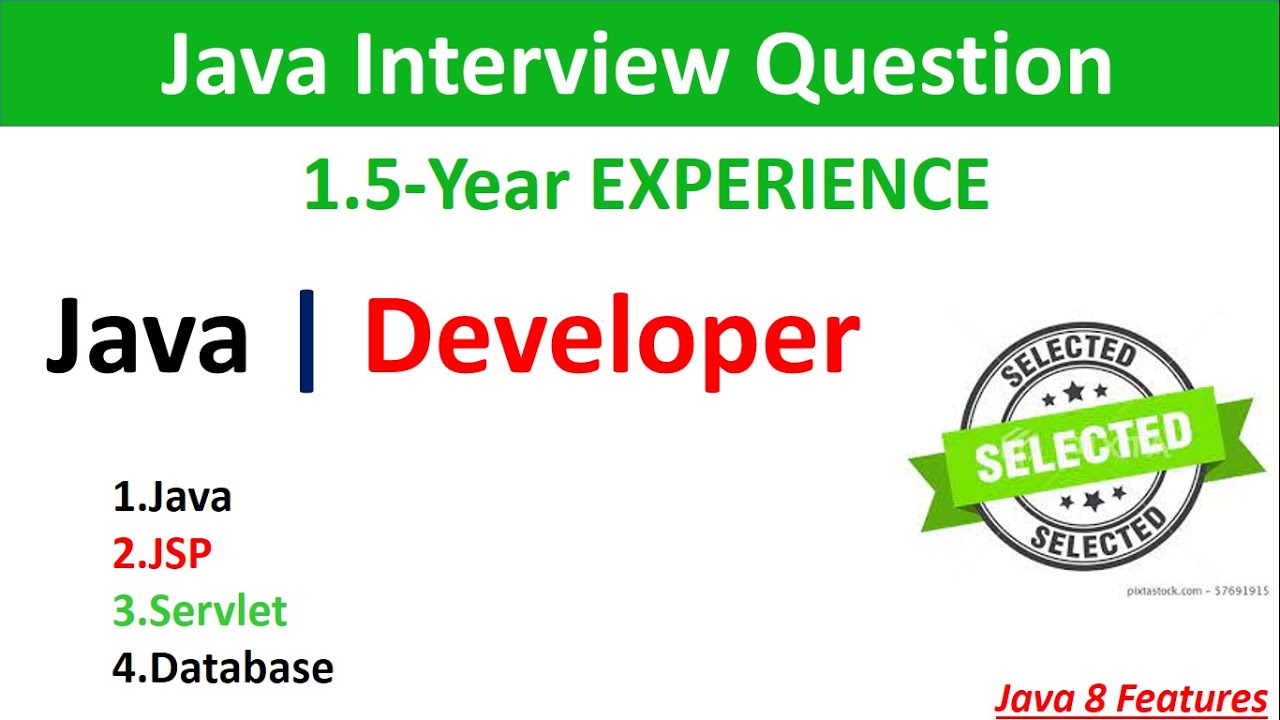 Java Interview Question
1.5-Year EXPERIENCE
Java | Developer
SELECTED
SELECTED
SELECTED
1.Java
2.JSP
3.Servlet
4.Database
pixtastock.com - 57691915
Java 8 Features